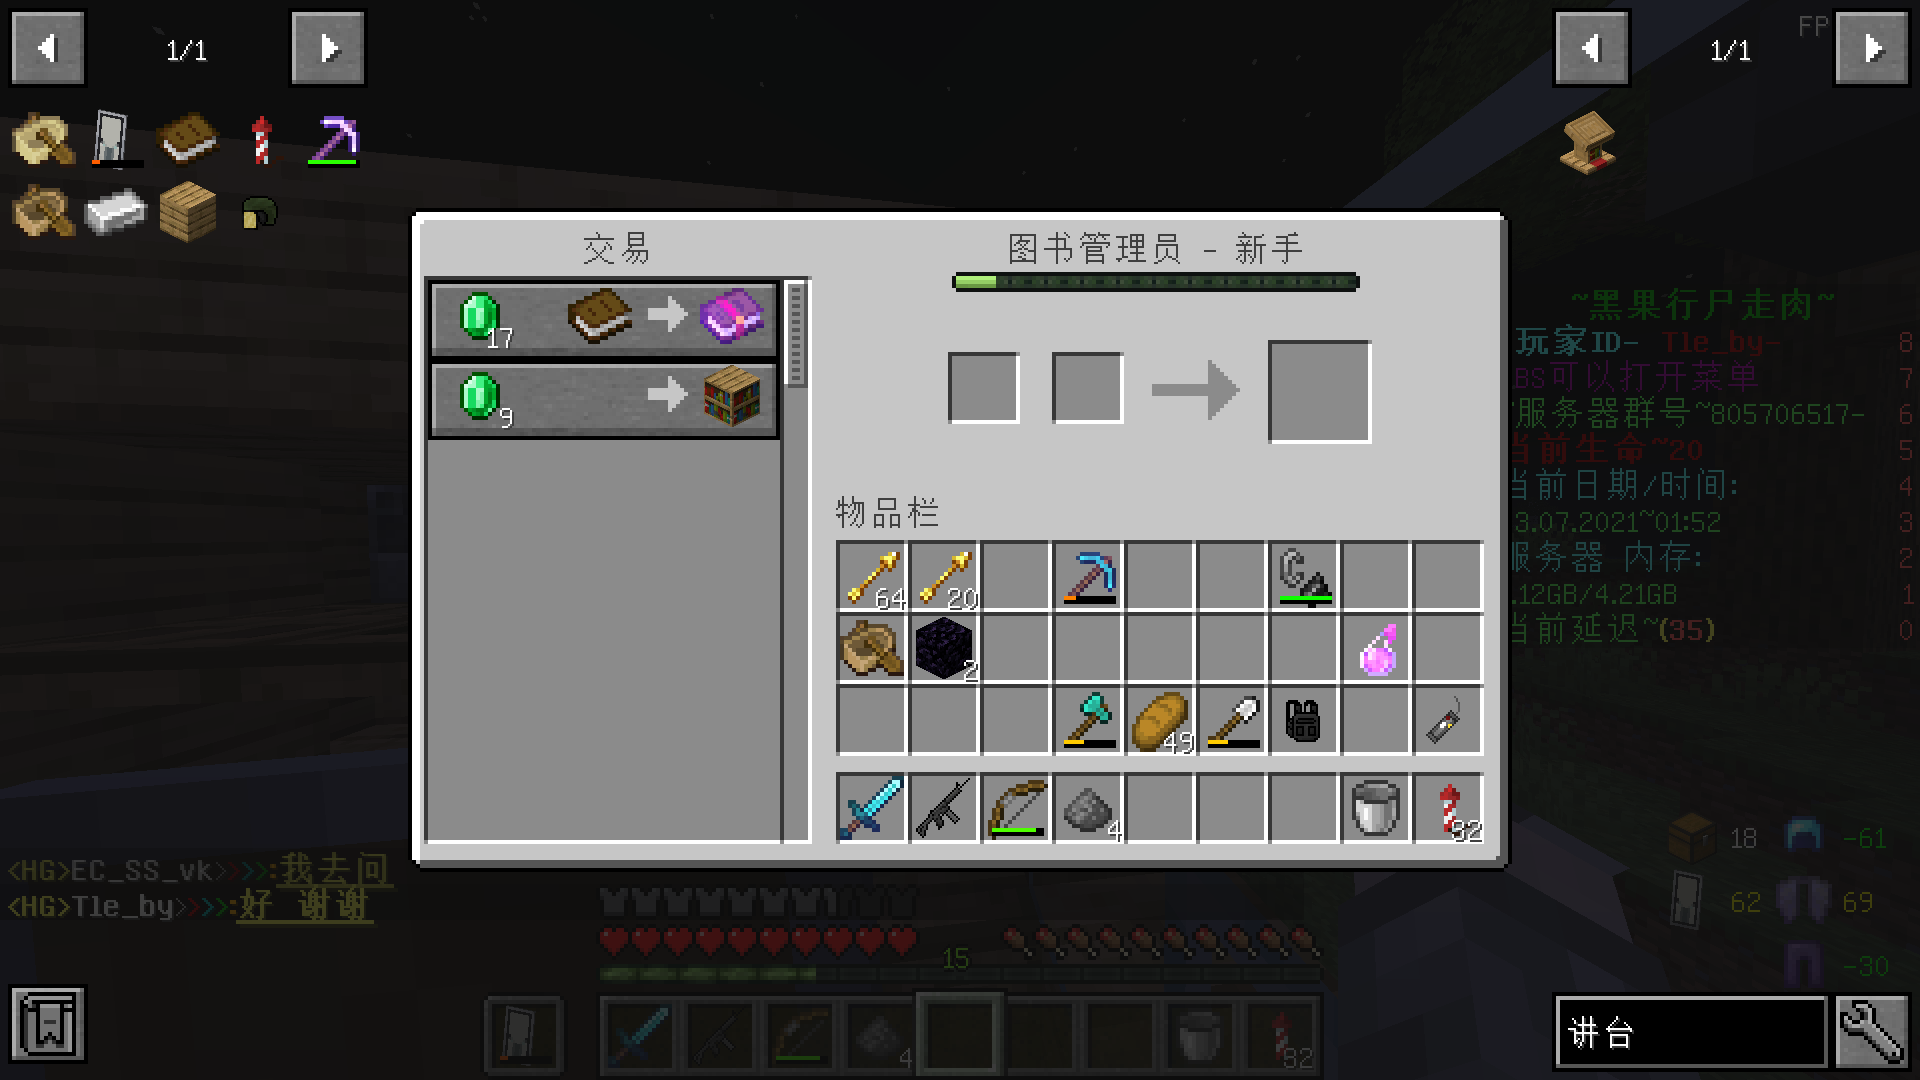 1/1
1/1
FP
交易
图书管理员 - 新手
17
9
物品栏
64
20
2
49
4
82
~黑果行尸走肉~
玩家ID- Tle_by-
8
BS可以打开菜单
7
服务器群号~805706517-
6
当前生命~20
5
当前日期/时间:
4
3.07.2021~01:52
3
服务器 内存:
2
.12GB/4.21GB
1
当前延迟~(35)
0
<HG>EC_SS_vk>>>>:我去问
<HG>Tle_by>>>>:好 谢谢
18
-61
62
69
-30
15
4
82
讲台